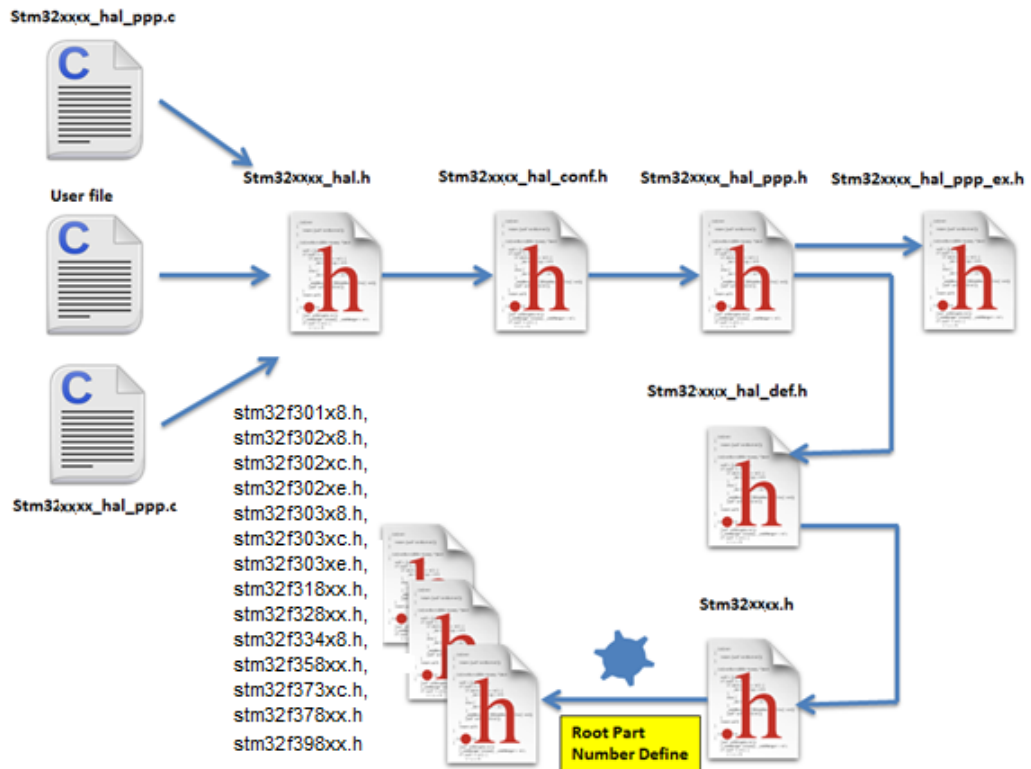 Stm32xxxx_hal_ppp.c
C
User file
C
C
Stm32xxxx_hal_ppp.c
Stm32xxxx_hal.h
Stm32xxxx_hal_conf.h
Stm32xxxx_hal_ppp.h
Stm32xxxx_hal_ppp_ex.h
.h
.h
.h
.h
Stm32xxxx_hal_def.h
.h
stm32f301x8.h,
stm32f302x8.h,
stm32f302xc.h,
stm32f302xe.h,
stm32f303x8.h,
stm32f303xc.h,
stm32f303xe.h,
stm32f318xx.h,
stm32f328xx.h,
stm32f334x8.h,
stm32f358xx.h,
stm32f373xc.h,
stm32f378xx.h
stm32f398xx.h
.h
.h
.h
Root Part
Number Define
Stm32xxxx.h
.h